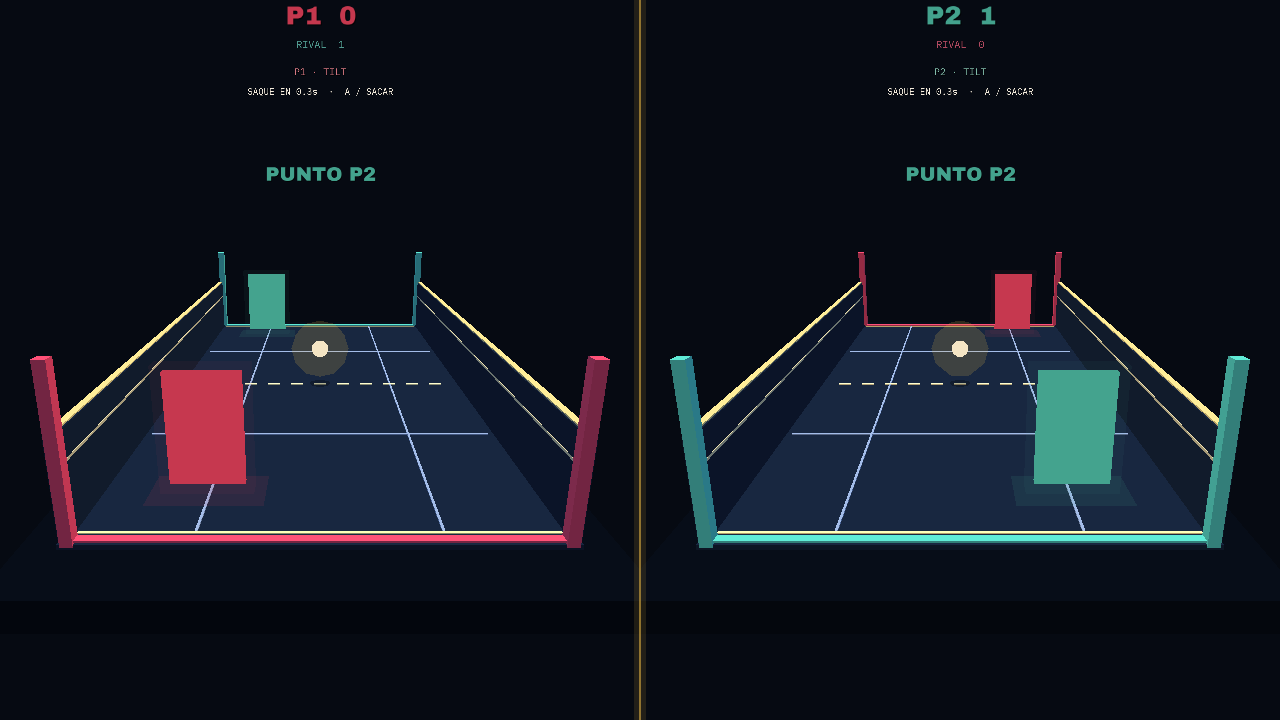 P1 0
RIVAL 1
P1 · TILT
SAQUE EN 0.3s · A / SACAR
PUNTO P2
P2 1
RIVAL 0
P2 · TILT
SAQUE EN 0.3s · A / SACAR
PUNTO P2